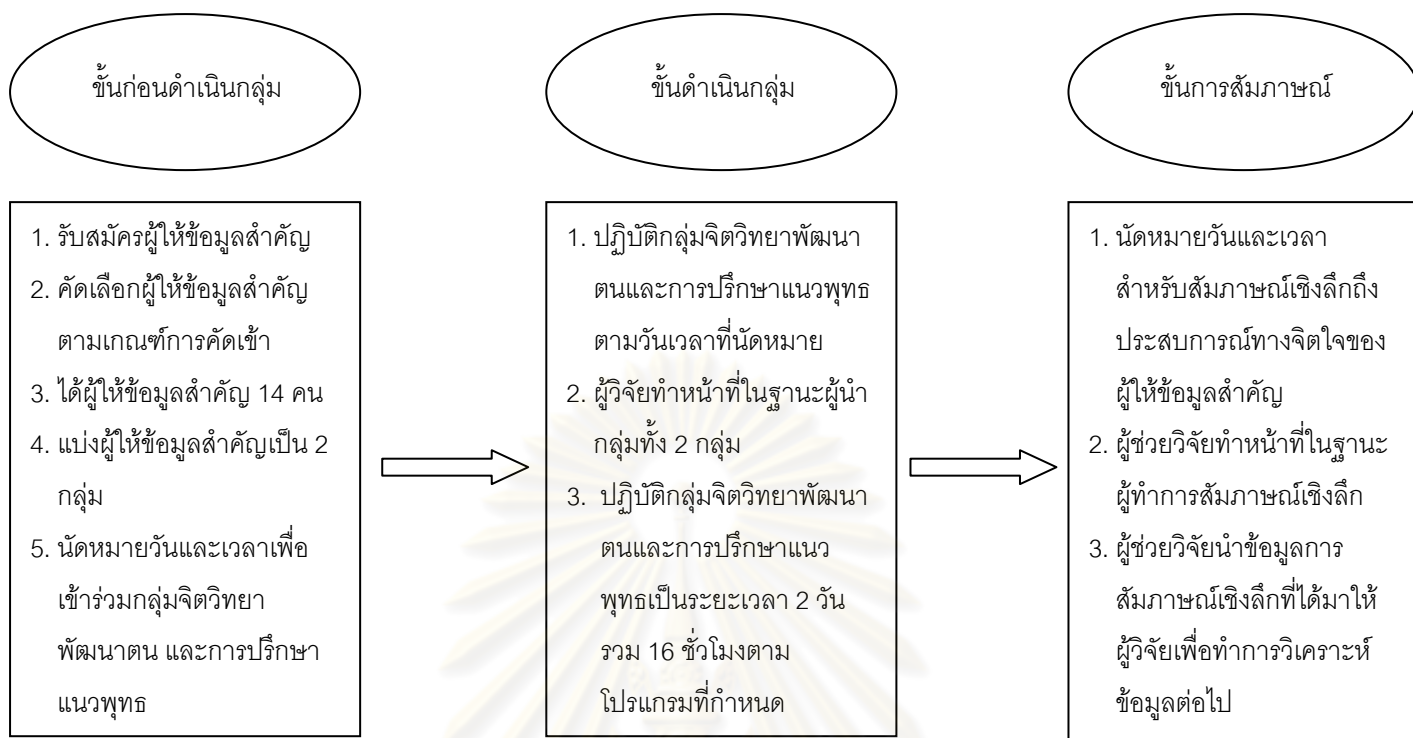 ขั้นก่อนดำเนินกลุ่ม
1. รับสมัครผู้ให้ข้อมูลสำคัญ
2. คัดเลือกผู้ให้ข้อมูลสำคัญ
ตามเกณฑ์การคัดเข้า
3. ได้ผู้ให้ข้อมูลสำคัญ 14 คน
4. แบ่งผู้ให้ข้อมูลสำคัญเป็น 2
กลุ่ม
5. นัดหมายวันและเวลาเพื่อ
เข้าร่วมกลุ่มจิตวิทยา
พัฒนาตน และการปรึกษา
แนวพุทธ
ขั้นดำเนินกลุ่ม
1. ปฏิบัติกลุ่มจิตวิทยาพัฒนา
ตนและการปรึกษาแนวพุทธ
ตามวันเวลาที่นัดหมาย
2. ผู้วิจัยทำหน้าที่ในฐานะผู้นำ
กลุ่มทั้ง 2 กลุ่ม
3. ปฏิบัติกลุ่มจิตวิทยาพัฒนา
ตนและการปรึกษาแนว
พุทธเป็นระยะเวลา 2 วัน
รวม 16 ชั่วโมงตาม
โปรแกรมที่กำหนด
ขั้นการสัมภาษณ์
1. นัดหมายวันและเวลา
สำหรับสัมภาษณ์เชิงลึกถึง
ประสบการณ์ทางจิตใจของ
ผู้ให้ข้อมูลสำคัญ
2. ผู้ช่วยวิจัยทำหน้าที่ในฐานะ
ผู้ทำการสัมภาษณ์เชิงลึก
3. ผู้ช่วยวิจัยนำข้อมูลการ
สัมภาษณ์เชิงลึกที่ได้มาให้
ผู้วิจัยเพื่อทำการวิเคราะห์
ข้อมูลต่อไป